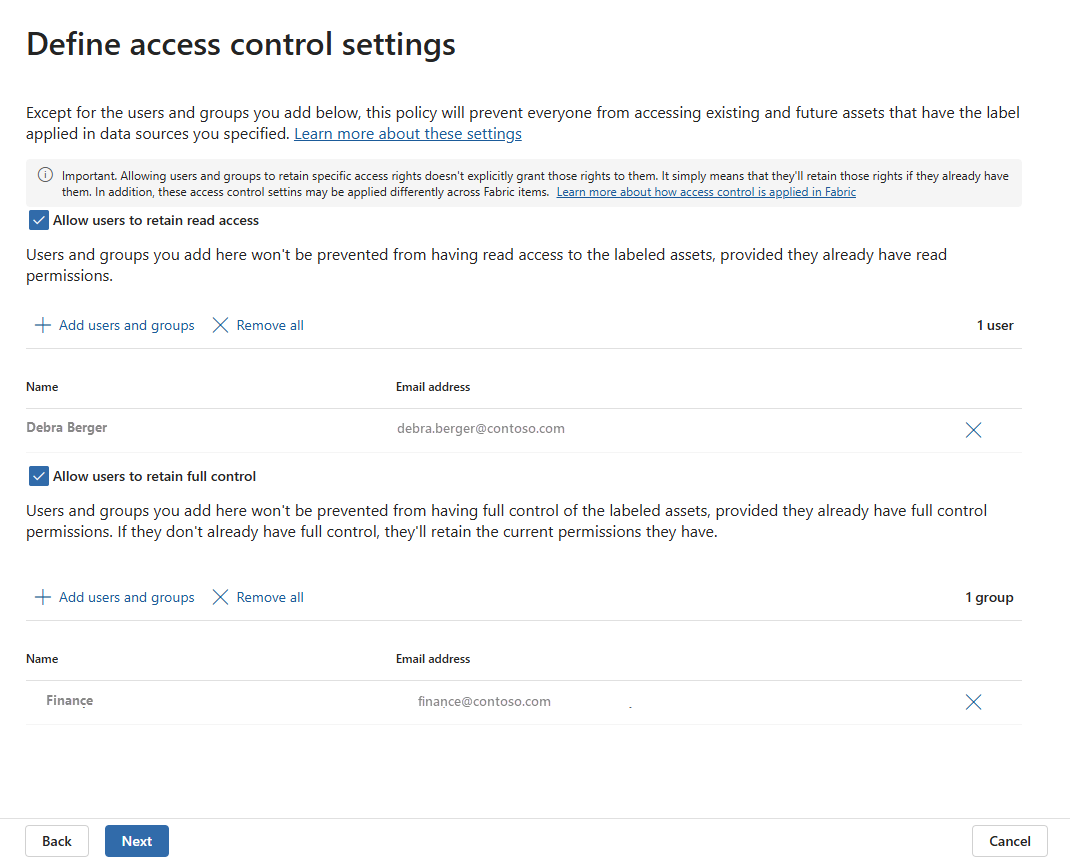 Define access control settings
Except for the users and groups you add below, this policy will prevent everyone from accessing existing and future assets that have the label
applied in data sources you specified. Learn more about these settings
Important. Allowing users and groups to retain specific access rights doesn't explicitly grant those rights to them. It simply means that they'll retain those rights if they already have
them. In addition, these access control settins may be applied differently across Fabric items. Learn more about how access control is applied in Fabric
Allow users to retain read access
Users and groups you add here won't be prevented from having read access to the labeled assets, provided they already have read
permissions.
Add users and groups Remove all 1 user
Name Email address
Debra Berger debra.berger@contoso.com
Allow users to retain full control
Users and groups you add here won't be prevented from having full control of the labeled assets, provided they already have full control
permissions. If they don't already have full control, they'll retain the current permissions they have.
Add users and groups Remove all 1 group
Name Email address
Finance finance@contoso.com
Back Next Cancel